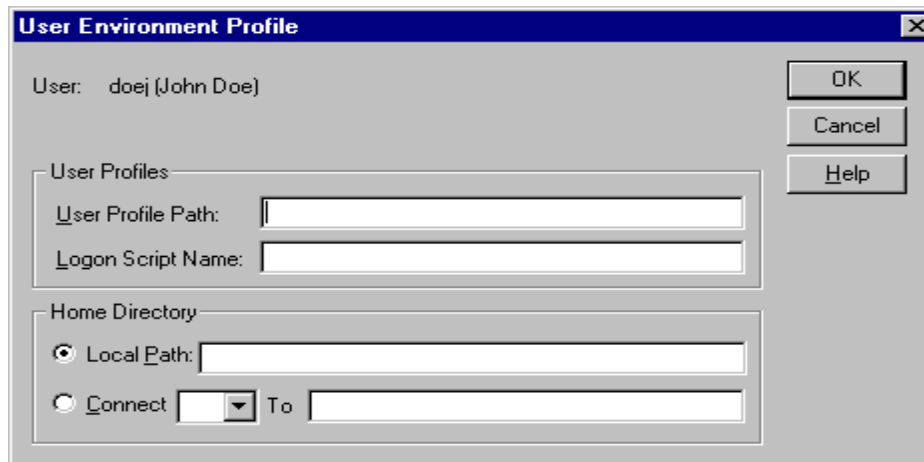 User Environment Profile
User: doej (John Doe)
OK
Cancel
Help
User Profiles
User Profile Path:
Logon Script Name:
Home Directory
Local Path:
Connect To